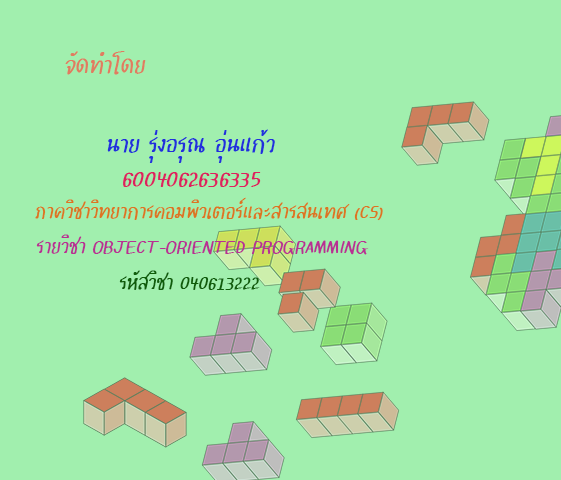 จัดทำโดย
นาย รุ่งอรุณ อุ่นแก้ว
6004062636335
ภาควิชาวิทยาการคอมพิวเตอร์และสารสนเทศ (CS)
รายวิชา OBJECT-ORIENTED PROGRAMMING
รหัสวิชา 040613222